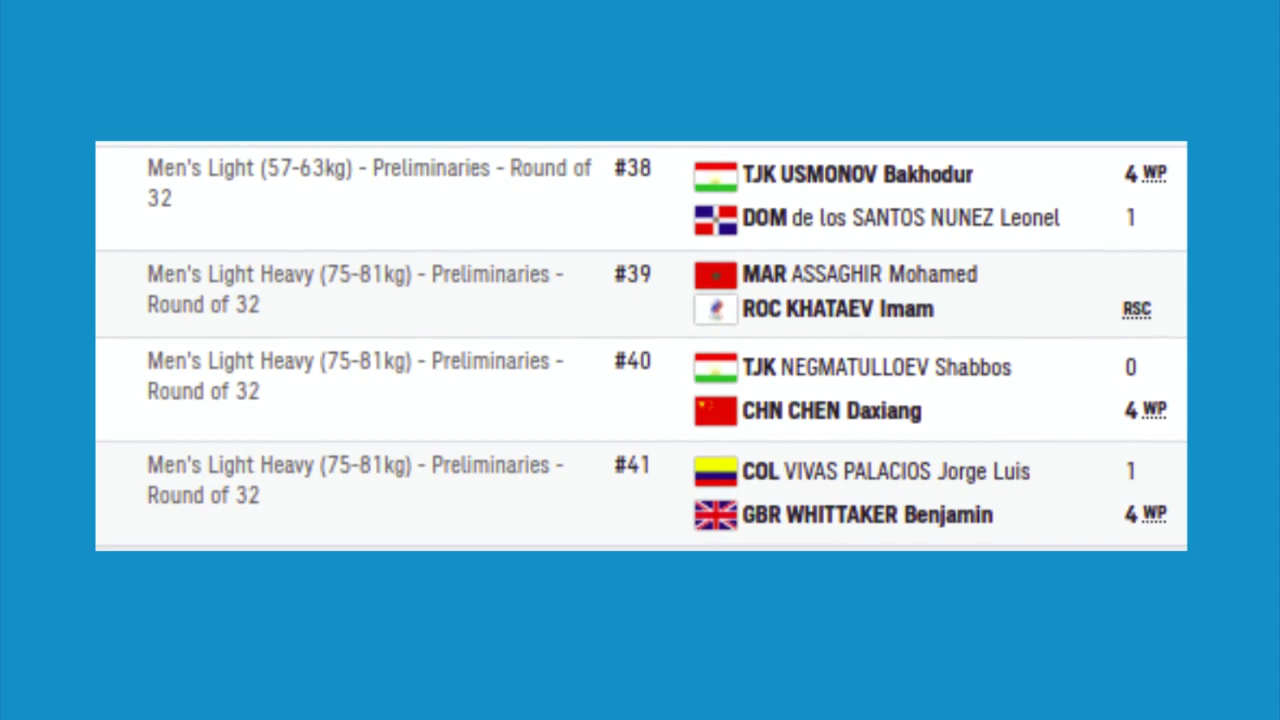 Men's Light (57-63kg) - Preliminaries - Round of #38 TJK USMONOV Bakhodur 4 WP
32
DOM de los SANTOS NUNEZ Leonel 1
Men's Light Heavy (75-81kg) - Preliminaries - #39 MAR ASSAGHIR Mohamed
Round of 32 ROC KHATAEV Imam RSC
Men's Light Heavy (75-81kg) - Preliminaries - #40 TJK NEGMATULLOEV Shabbos 0
Round of 32 CHN CHEN Daxiang 4 WP
Men's Light Heavy (75-81kg) - Preliminaries - #41 COL VIVAS PALACIOS Jorge Luis 1
Round of 32 GBR WHITTAKER Benjamin 4 WP